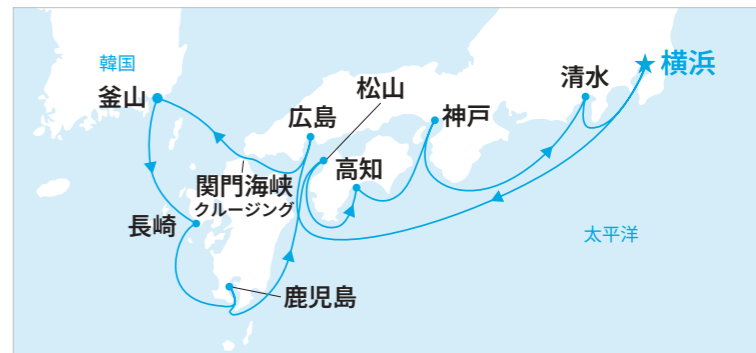 韓国
釜山
松山
広島
神戸
清水
★横浜
高知
関門海峡
クルージング
長崎
太平洋
鹿児島